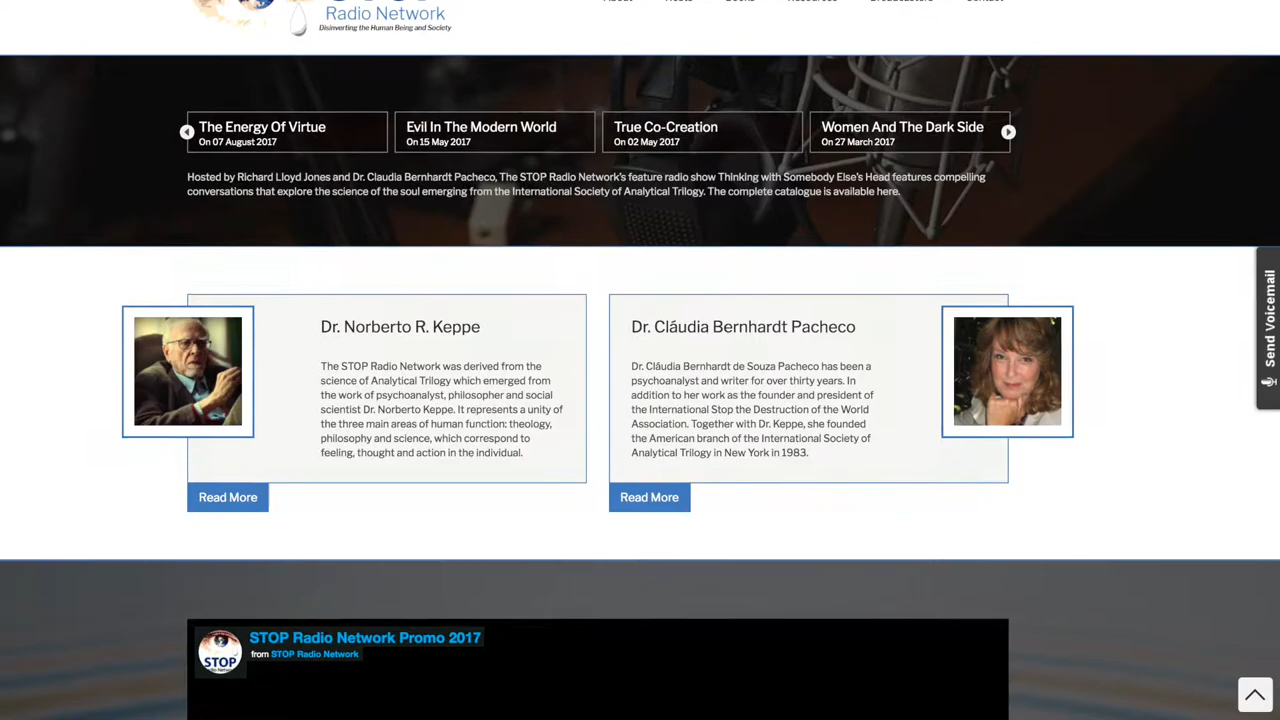 Radio Network
Disinverting the Human Being and Society
About Hosts Books Resources Broadcasters Contact
The Energy Of Virtue
On 07 August 2017
Evil In The Modern World
On 15 May 2017
True Co-Creation
On 02 May 2017
Women And The Dark Side
On 27 March 2017
Hosted by Richard Lloyd Jones and Dr. Claudia Bernhardt Pacheco, The STOP Radio Network's feature radio show Thinking with Somebody Else's Head features compelling
conversations that explore the science of the soul emerging from the International Society of Analytical Trilogy. The complete catalogue is available here.
Send Voicemail
Dr. Norberto R. Keppe
The STOP Radio Network was derived from the
science of Analytical Trilogy which emerged from
the work of psychoanalyst, philosopher and social
scientist Dr. Norberto Keppe. It represents a unity of
the three main areas of human function: theology,
philosophy and science, which correspond to
feeling, thought and action in the individual.
Read More
Dr. Cláudia Bernhardt Pacheco
Dr. Cláudia Bernhardt de Souza Pacheco has been a
psychoanalyst and writer for over thirty years. In
addition to her work as the founder and president of
the International Stop the Destruction of the World
Association. Together with Dr. Keppe, she founded
the American branch of the International Society of
Analytical Trilogy in New York in 1983.
Read More
STOP
STOP Radio Network Promo 2017
from STOP Radio Network